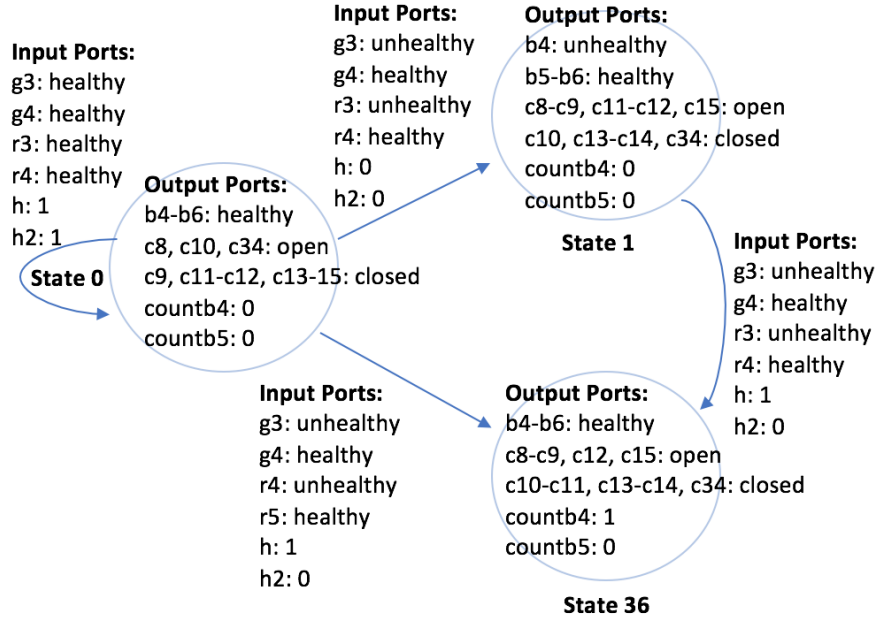 Input Ports:
g3: healthy
g4: healthy
r3: healthy
r4: healthy
h: 1
h2: 1
State 0
Output Ports:
b4-b6: healthy
c8, c10, c34: open
c9, c11-c12, c13-15: closed
countb4: 0
countb5: 0
Input Ports:
g3: unhealthy
g4: healthy
r3: unhealthy
r4: healthy
h: 0
h2: 0
Output Ports:
b4: unhealthy
b5-b6: healthy
c8-c9, c11-c12, c15: open
c10, c13-c14, c34: closed
countb4: 0
countb5: 0
State 1
Input Ports:
g3: unhealthy
g4: healthy
r3: unhealthy
r4: healthy
h: 1
h2: 0
Input Ports:
g3: unhealthy
g4: healthy
r4: unhealthy
r5: healthy
h: 1
h2: 0
Output Ports:
b4-b6: healthy
c8-c9, c12, c15: open
c10-c11, c13-c14, c34: closed
countb4: 1
countb5: 0
State 36